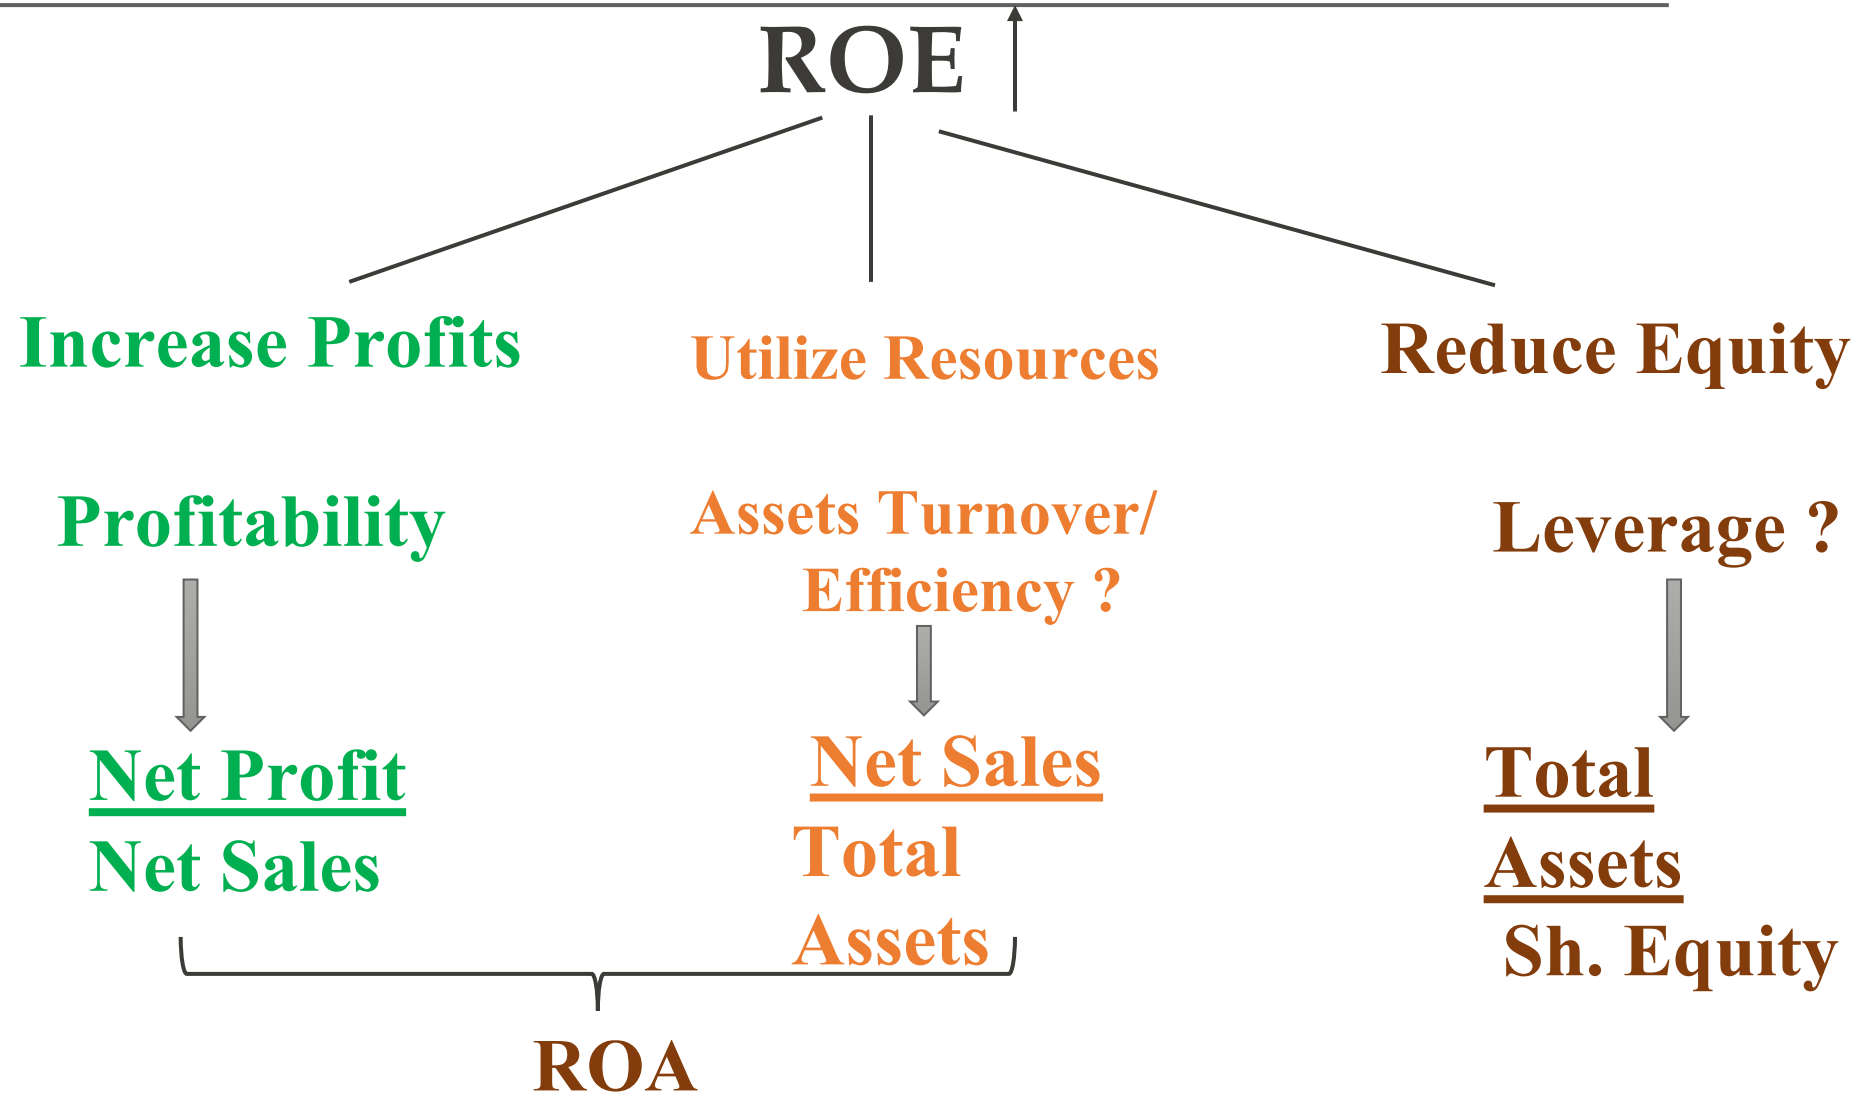 ROE
Increase Profits
Utilize Resources
Reduce Equity
Profitability
Assets Turnover/
Efficiency ?
Leverage ?
Net Profit
Net Sales
Net Sales
Total
Assets
Total
Assets
Sh. Equity
ROA